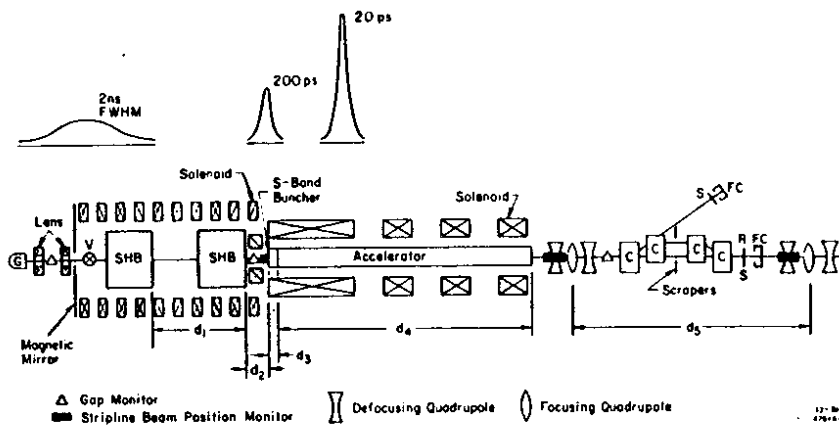 20 ps
200 ps
2ns
FWHM
Solenoid
S-Band
Buncher
Solenoid
S FC
Lens
V
SHB
SHB
Accelerator
C
C
C
C
R FC
S
G
Scrapers
Magnetic
Mirror
d1
d2
d3
d4
d5
Gap Monitor
Stripline Beam Position Monitor
Defocusing Quadrupole
Focusing Quadrupole